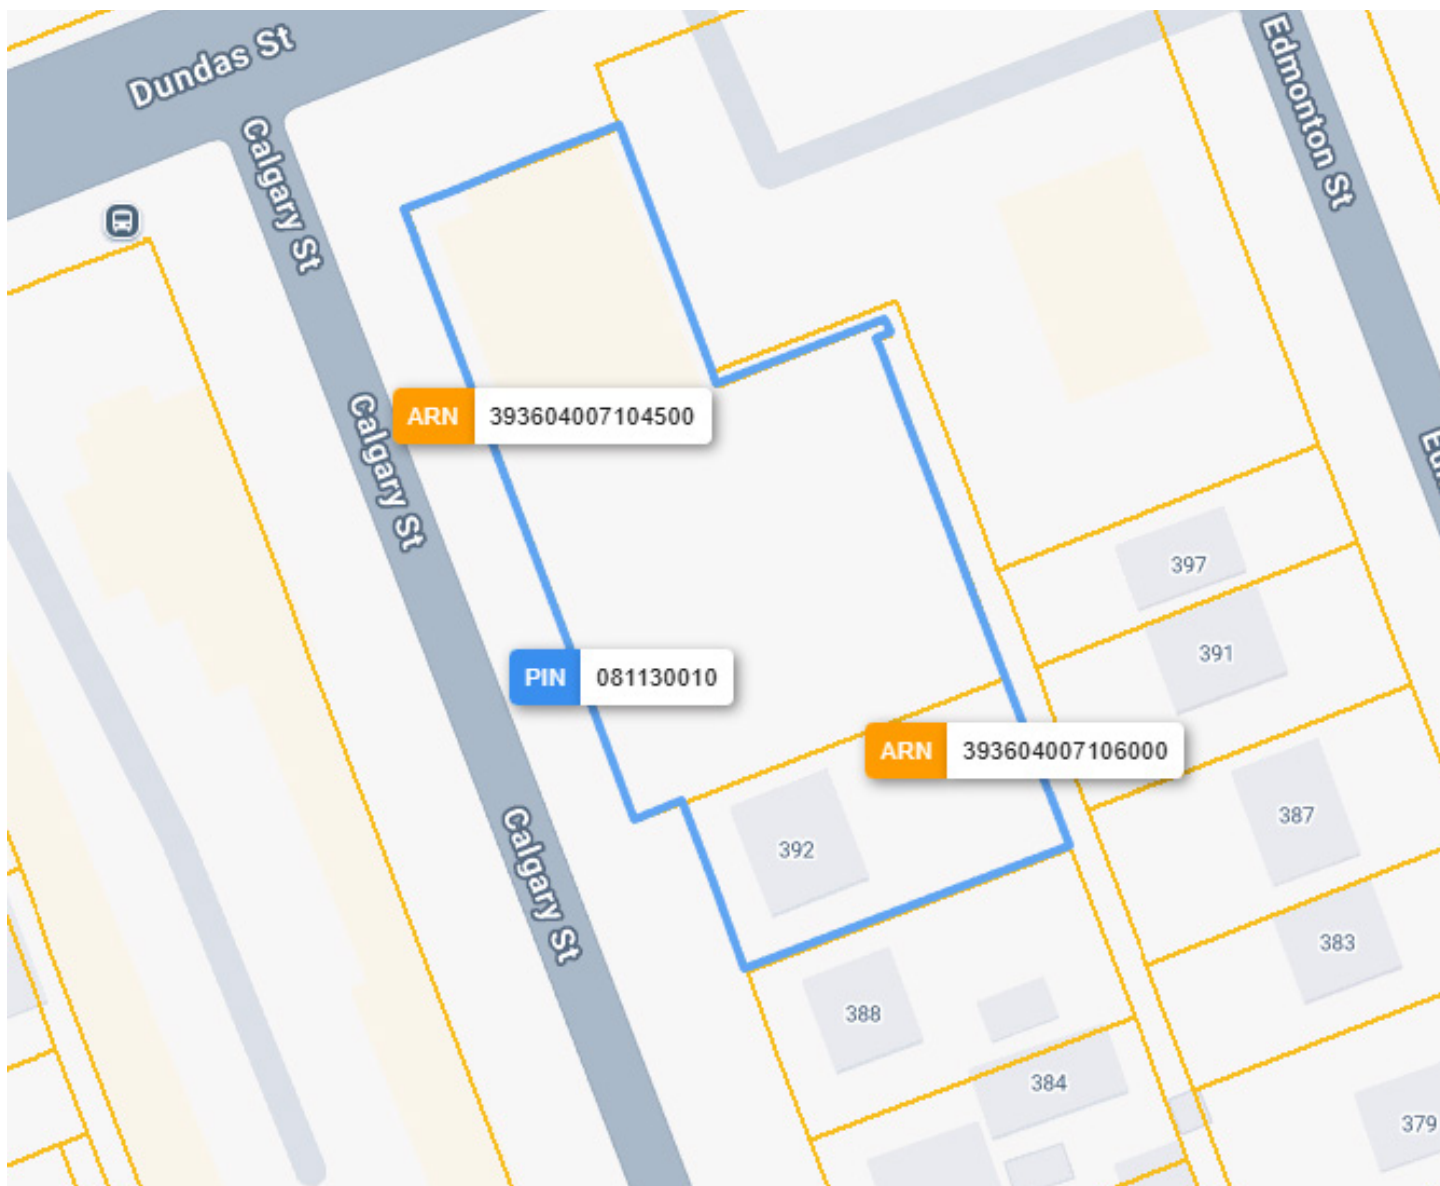 Dundas St
Edmonton St
Calgary St
ARN 393604007104500
Calgary St
397
391
PIN 081130010
ARN 393604007106000
387
392
Calgary St
383
388
384
379